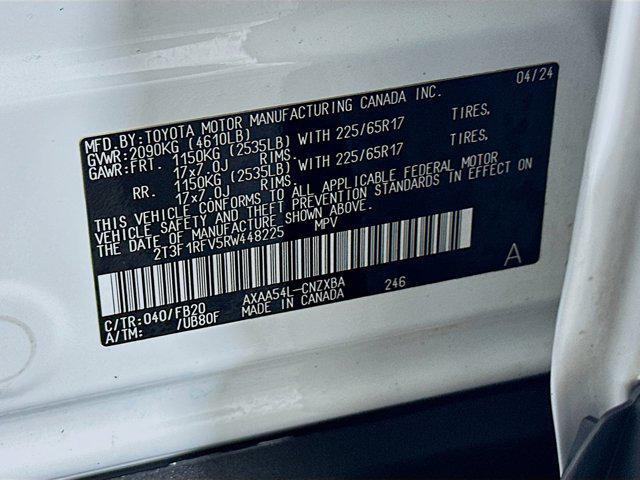 MFD.BY:TOYOTA MOTOR MANUFACTURING CANADA INC. 04/24
GVWR:2090KG (4610LB)
GAWR:FRT. 1150KG (2535LB) WITH 225/65R17 TIRES,
17x7.0J RIMS.
RR. 1150KG (2535LB) WITH 225/65R17 TIRES,
17x7.0J RIMS.
THIS VEHICLE CONFORMS TO ALL APPLICABLE FEDERAL MOTOR
VEHICLE SAFETY AND THEFT PREVENTION STANDARDS IN EFFECT ON
THE DATE OF MANUFACTURE SHOWN ABOVE.
2T3F1RFV5RW448225 MPV
C/TR:040/FB20 AXAA54L-CNZXBA 246
A/TM: /UB80F MADE IN CANADA
A